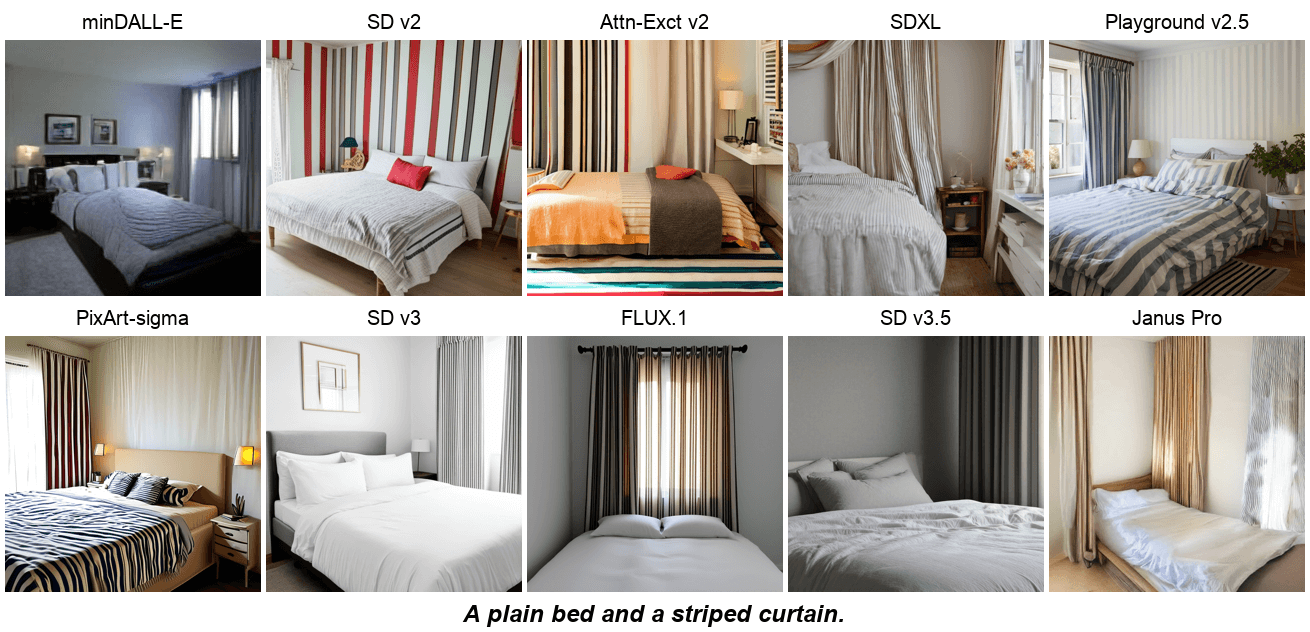 minDALL-E
SD v2
Attn-Exct v2
SDXL
Playground v2.5
PixArt-sigma
SD v3
FLUX.1
SD v3.5
Janus Pro
A plain bed and a striped curtain.